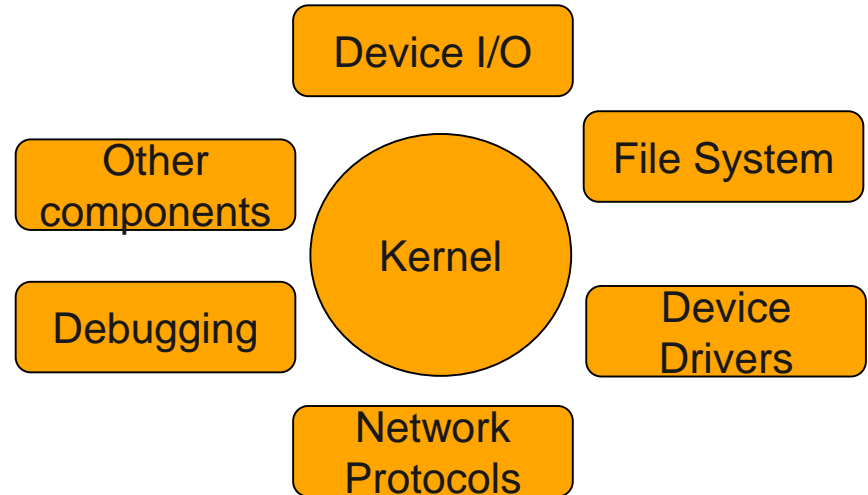 Device I/O
File System
Other
components
Kernel
Debugging
Device
Drivers
Network
Protocols